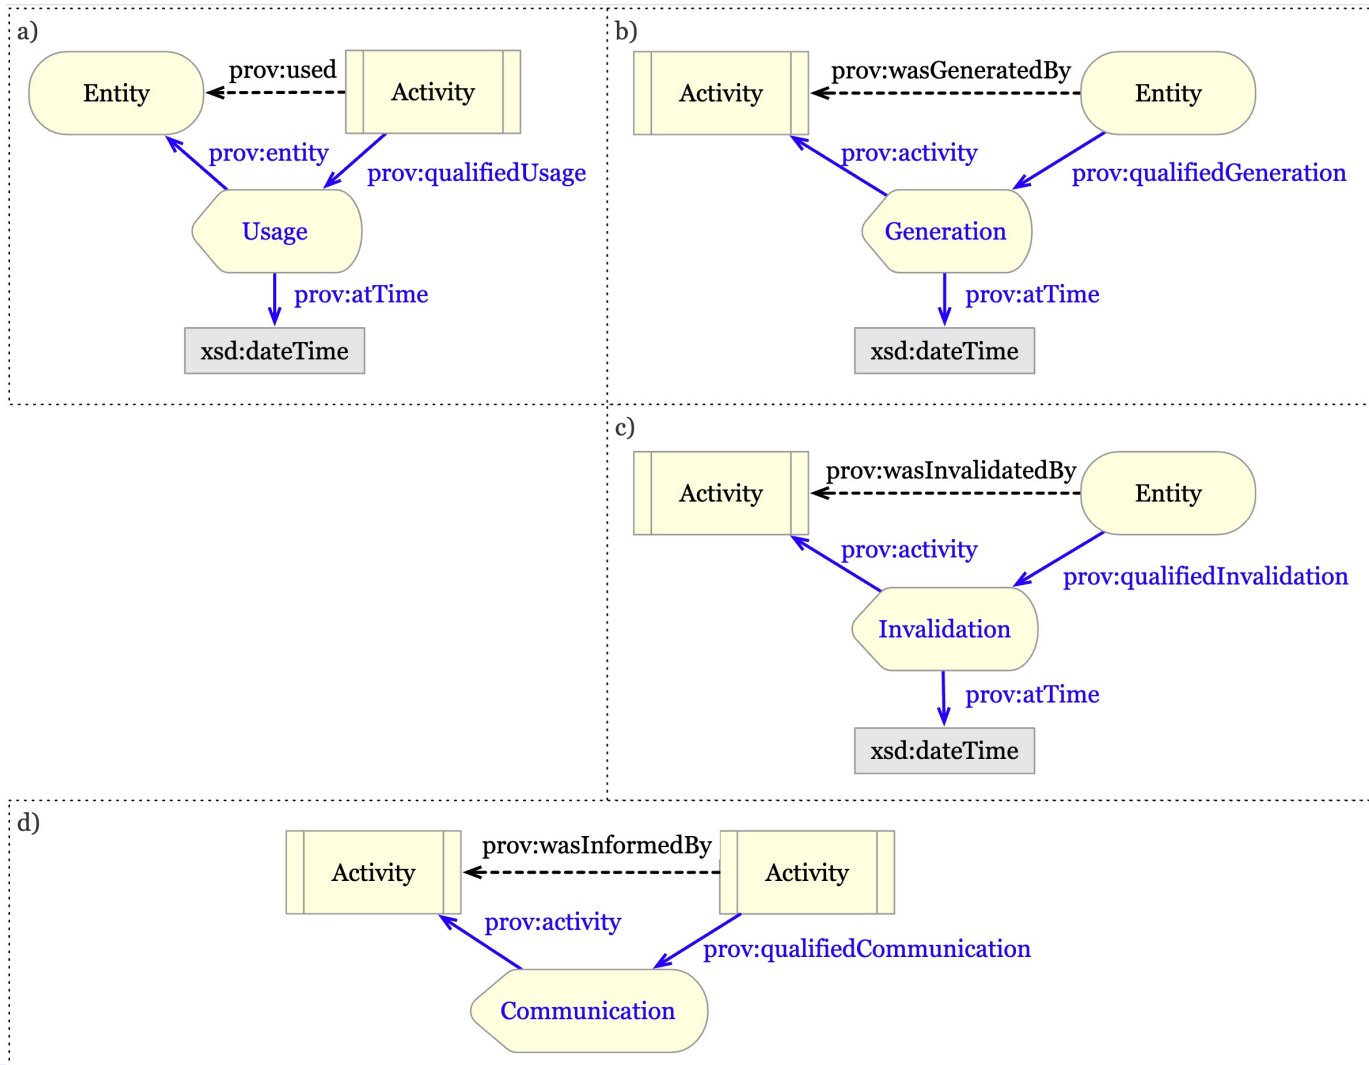 a)
prov:used
Entity
Activity
prov:entity
prov:qualifiedUsage
Usage
prov:atTime
xsd:dateTime
b)
prov:wasGeneratedBy
Activity
Entity
prov:activity
prov:qualifiedGeneration
Generation
prov:atTime
xsd:dateTime
c)
prov:wasInvalidatedBy
Activity
Entity
prov:activity
prov:qualifiedInvalidation
Invalidation
prov:atTime
xsd:dateTime
d)
prov:wasInformedBy
Activity
Activity
prov:activity
prov:qualifiedCommunication
Communication